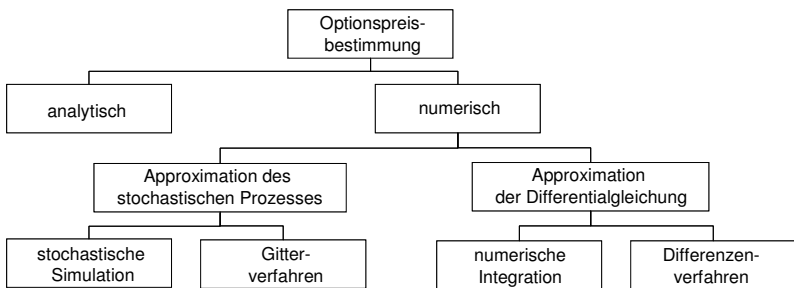 Optionspreis-
bestimmung
analytisch
numerisch
Approximation des
stochastischen Prozesses
Approximation
der Differentialgleichung
stochastische
Simulation
Gitter-
verfahren
numerische
Integration
Differenzen-
verfahren